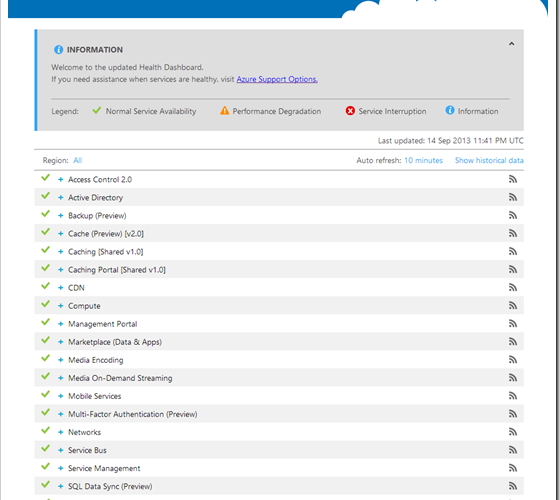 INFORMATION
Welcome to the updated Health Dashboard.
If you need assistance when services are healthy, visit Azure Support Options.
Legend: Normal Service Availability Performance Degradation Service Interruption Information
Last updated: 14 Sep 2013 11:41 PM UTC
Region: All Auto refresh: 10 minutes Show historical data
+ Access Control 2.0
+ Active Directory
+ Backup (Preview)
+ Cache (Preview) [v2.0]
+ Caching [Shared v1.0]
+ Caching Portal [Shared v1.0]
+ CDN
+ Compute
+ Management Portal
+ Marketplace (Data & Apps)
+ Media Encoding
+ Media On-Demand Streaming
+ Mobile Services
+ Multi-Factor Authentication (Preview)
+ Networks
+ Service Bus
+ Service Management
+ SQL Data Sync (Preview)